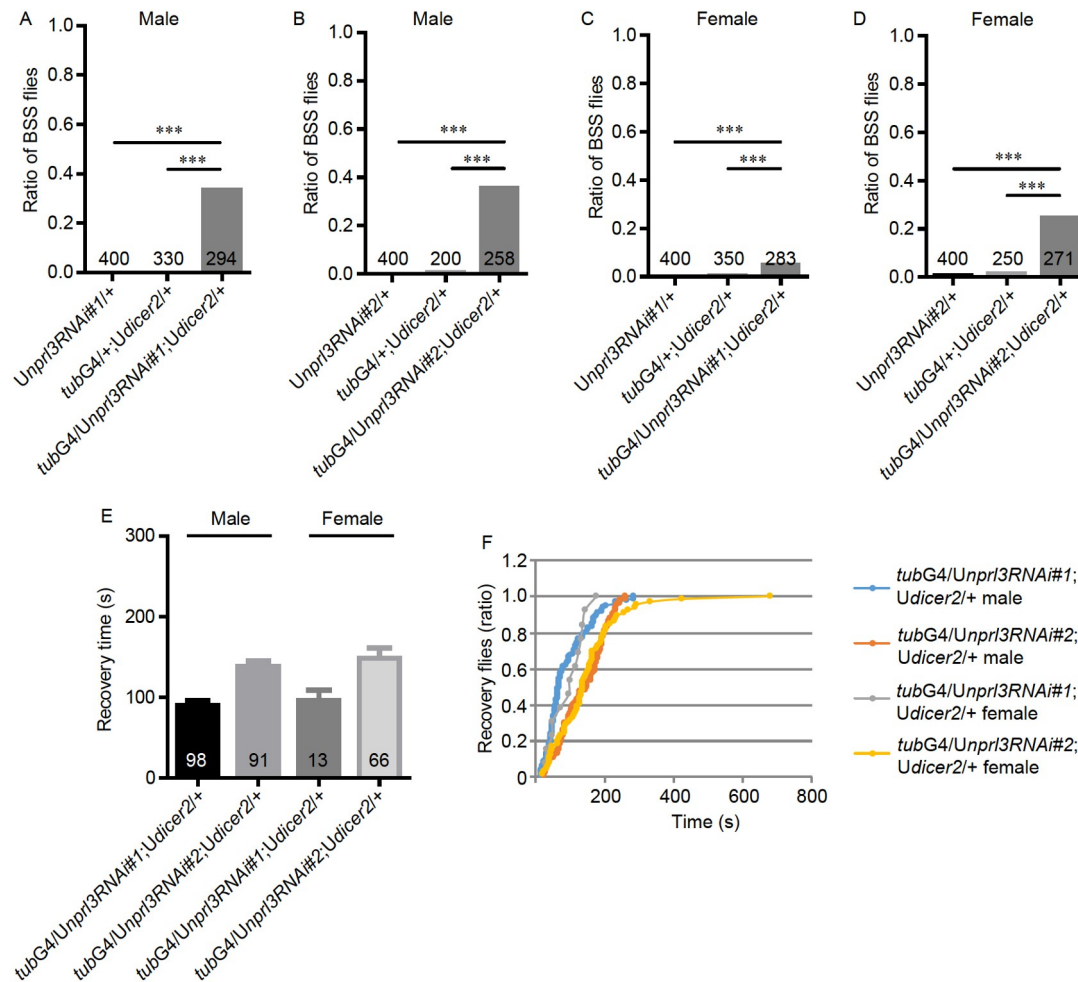 A
Male
Ratio of BSS flies
1.0
0.8
0.6
0.4
0.2
0.0
***
***
400
330
294
Unprl3RNAi#1/+
tubG4/+;Udicer2/+
tubG4/Unprl3RNAi#1;Udicer2/+
B
Male
Ratio of BSS flies
1.0
0.8
0.6
0.4
0.2
0.0
***
***
400
200
258
Unprl3RNAi#2/+
tubG4/+;Udicer2/+
tubG4/Unprl3RNAi#2;Udicer2/+
C
Female
Ratio of BSS flies
1.0
0.8
0.6
0.4
0.2
0.0
***
***
400
350
283
Unprl3RNAi#1/+
tubG4/+;Udicer2/+
tubG4/Unprl3RNAi#1;Udicer2/+
D
Female
Ratio of BSS flies
1.0
0.8
0.6
0.4
0.2
0.0
***
***
400
250
271
Unprl3RNAi#2/+
tubG4/+;Udicer2/+
tubG4/Unprl3RNAi#2;Udicer2/+
E
Male
Female
Recovery time (s)
300
200
100
0
98
91
13
66
tubG4/Unprl3RNAi#1;Udicer2/+
tubG4/Unprl3RNAi#2;Udicer2/+
tubG4/Unprl3RNAi#1;Udicer2/+
tubG4/Unprl3RNAi#2;Udicer2/+
F
Recovery flies (ratio)
1.2
1.0
0.8
0.6
0.4
0.2
0
0
200
400
600
800
Time (s)
tubG4/Unprl3RNAi#1;
Udicer2/+ male
tubG4/Unprl3RNAi#2;
Udicer2/+ male
tubG4/Unprl3RNAi#1;
Udicer2/+ female
tubG4/Unprl3RNAi#2;
Udicer2/+ female